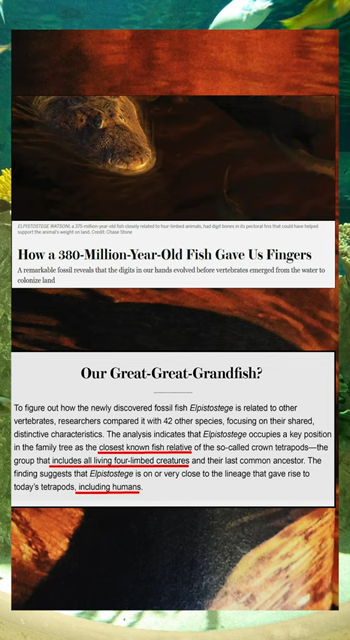 ELPISTOSTEGE WATSONI, a 375-million-year-old fish closely related to four-limbed animals, had digit bones in its pectoral fins that could have helped
support the animal's weight on land. Credit: Chase Stone
How a 380-Million-Year-Old Fish Gave Us Fingers
A remarkable fossil reveals that the digits in our hands evolved before vertebrates emerged from the water to
colonize land
Our Great-Great-Grandfish?
To figure out how the newly discovered fossil fish Elpistostege is related to other
vertebrates, researchers compared it with 42 other species, focusing on their shared,
distinctive characteristics. The analysis indicates that Elpistostege occupies a key position
in the family tree as the closest known fish relative of the so-called crown tetrapods—the
group that includes all living four-limbed creatures and their last common ancestor. The
finding suggests that Elpistostege is on or very close to the lineage that gave rise to
today's tetrapods, including humans.